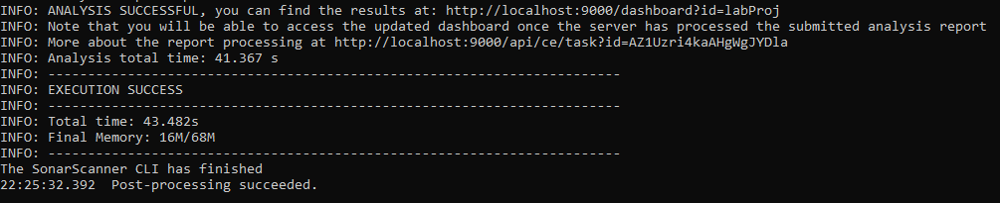 INFO: ANALYSIS SUCCESSFUL, you can find the results at: http://localhost:9000/dashboard?id=labProj
INFO: Note that you will be able to access the updated dashboard once the server has processed the submitted analysis report
INFO: More about the report processing at http://localhost:9000/api/ce/task?id=AZ1Uzri4kaAHgWgJYDla
INFO: Analysis total time: 41.367 s
INFO: ------------------------------------------------------------------------
INFO: EXECUTION SUCCESS
INFO: ------------------------------------------------------------------------
INFO: Total time: 43.482s
INFO: Final Memory: 16M/68M
INFO: ------------------------------------------------------------------------
The SonarScanner CLI has finished
22:25:32.392  Post-processing succeeded.